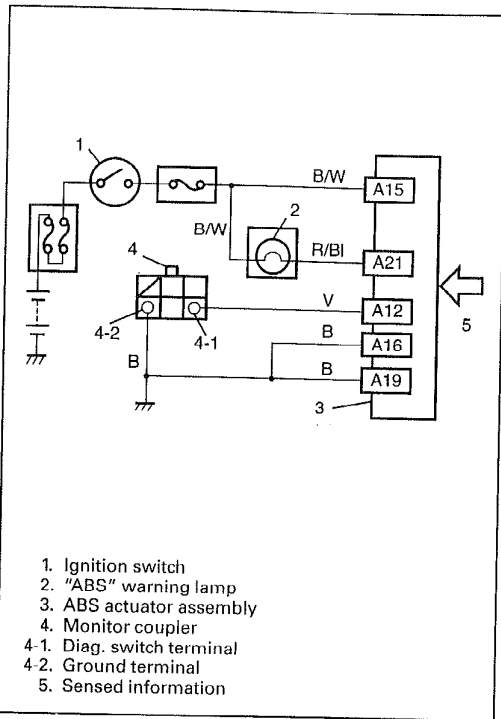 1
B/W
A15
2
B/W
R/Bl
A21
4
V
A12
5
4-2
4-1
B
A16
B
B
A19
3
1. Ignition switch
2. "ABS" warning lamp
3. ABS actuator assembly
4. Monitor coupler
4-1. Diag. switch terminal
4-2. Ground terminal
5. Sensed information